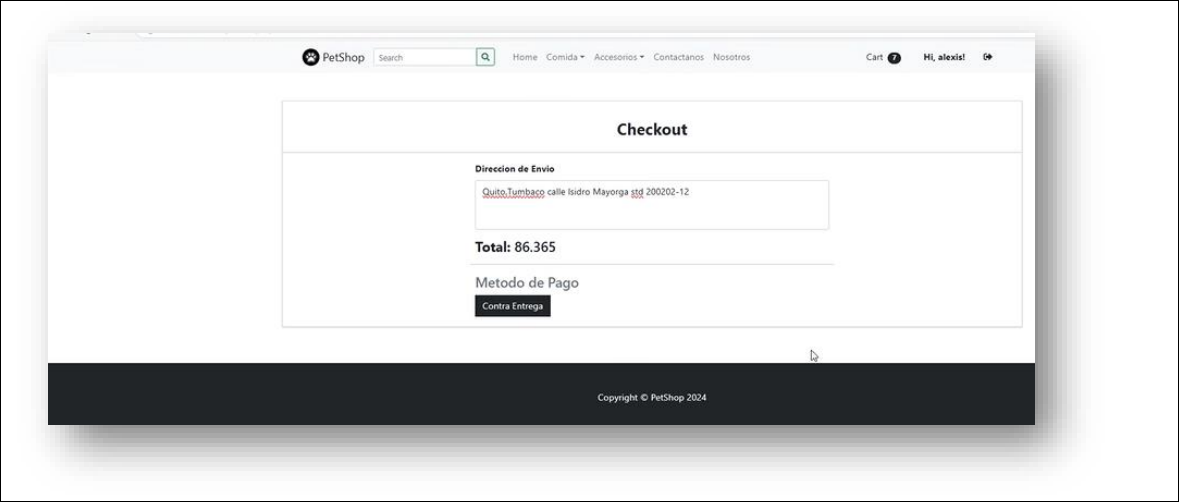 PetShop Search Home Comida Accesorios Contactanos Nosotros Cart 7 Hi, alexis!
Checkout
Direccion de Envio
Quito,Tumbaco calle Isidro Mayorga std 200202-12
Total: 86.365
Metodo de Pago
Contra Entrega
Copyright © PetShop 2024